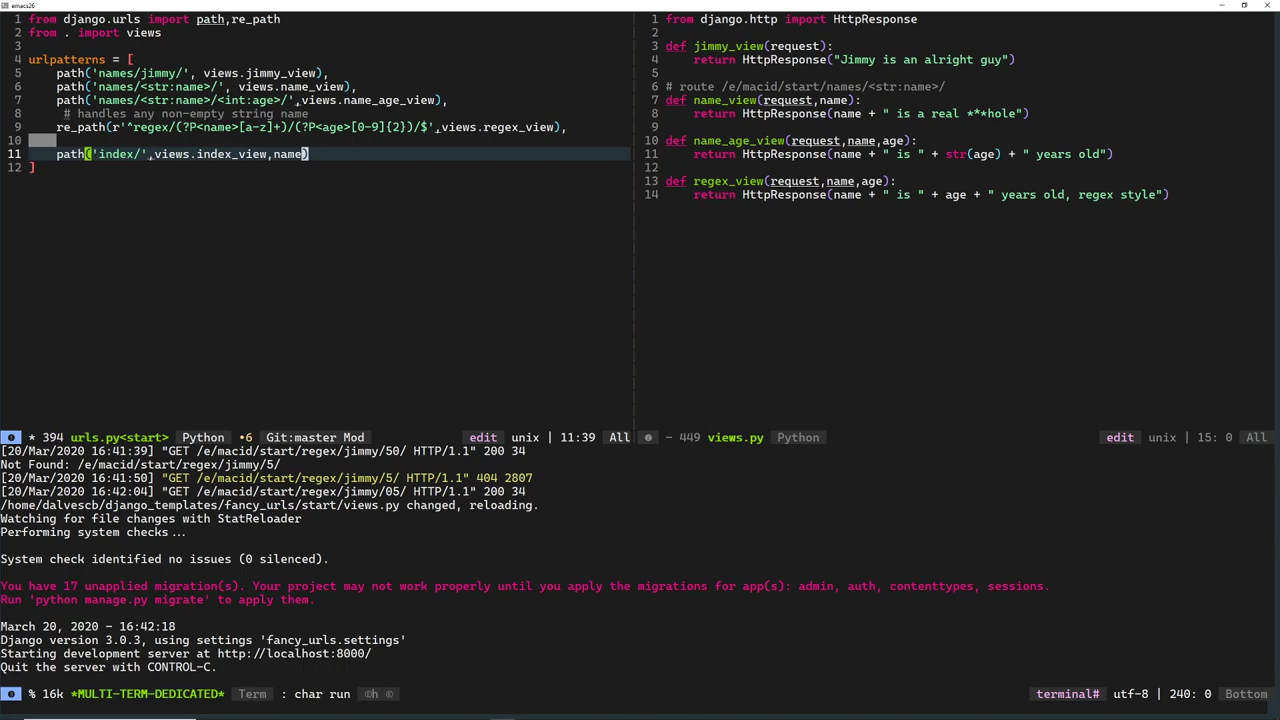 emacs26
1 from django.urls import path,re_path
2 from . import views
3
4 urlpatterns = [
5     path('names/jimmy/', views.jimmy_view),
6     path('names/<str:name>/', views.name_view),
7     path('names/<str:name>/<int:age>/',views.name_age_view),
8      # handles any non-empty string name
9     re_path(r'^regex/(?P<name>[a-z]+)/(?P<age>[0-9]{2})/$',views.regex_view),
10
11     path('index/',views.index_view,name)
12 ]
1 from django.http import HttpResponse
2
3 def jimmy_view(request):
4     return HttpResponse("Jimmy is an alright guy")
5
6 # route /e/macid/start/names/<str:name>/
7 def name_view(request,name):
8     return HttpResponse(name + " is a real ***hole")
9
10 def name_age_view(request,name,age):
11     return HttpResponse(name + " is " + str(age) + " years old")
12
13 def regex_view(request,name,age):
14     return HttpResponse(name + " is " + age + " years old, regex style")
* 394 urls.py<start> Python •6 Git:master Mod edit unix | 11:39 All
- 449 views.py Python edit unix | 15: 0 All
[20/Mar/2020 16:41:39] "GET /e/macid/start/regex/jimmy/50/ HTTP/1.1" 200 34
Not Found: /e/macid/start/regex/jimmy/5/
[20/Mar/2020 16:41:50] "GET /e/macid/start/regex/jimmy/5/ HTTP/1.1" 404 2807
[20/Mar/2020 16:42:04] "GET /e/macid/start/regex/jimmy/05/ HTTP/1.1" 200 34
/home/dalvescb/django_templates/fancy_urls/start/views.py changed, reloading.
Watching for file changes with StatReloader
Performing system checks...
System check identified no issues (0 silenced).
You have 17 unapplied migration(s). Your project may not work properly until you apply the migrations for app(s): admin, auth, contenttypes, sessions.
Run 'python manage.py migrate' to apply them.
March 20, 2020 - 16:42:18
Django version 3.0.3, using settings 'fancy_urls.settings'
Starting development server at http://localhost:8000/
Quit the server with CONTROL-C.
% 16k *MULTI-TERM-DEDICATED* Term : char run ©h © terminal# utf-8 | 240: 0 Bottom